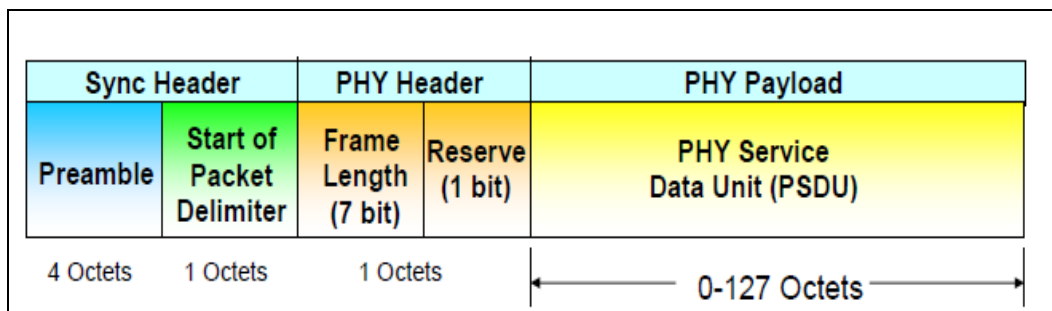 Sync Header PHY Header PHY Payload
Preamble
Start of
Packet
Delimiter
Frame
Length
(7 bit)
Reserve
(1 bit)
PHY Service
Data Unit (PSDU)
4 Octets 1 Octets 1 Octets 0-127 Octets